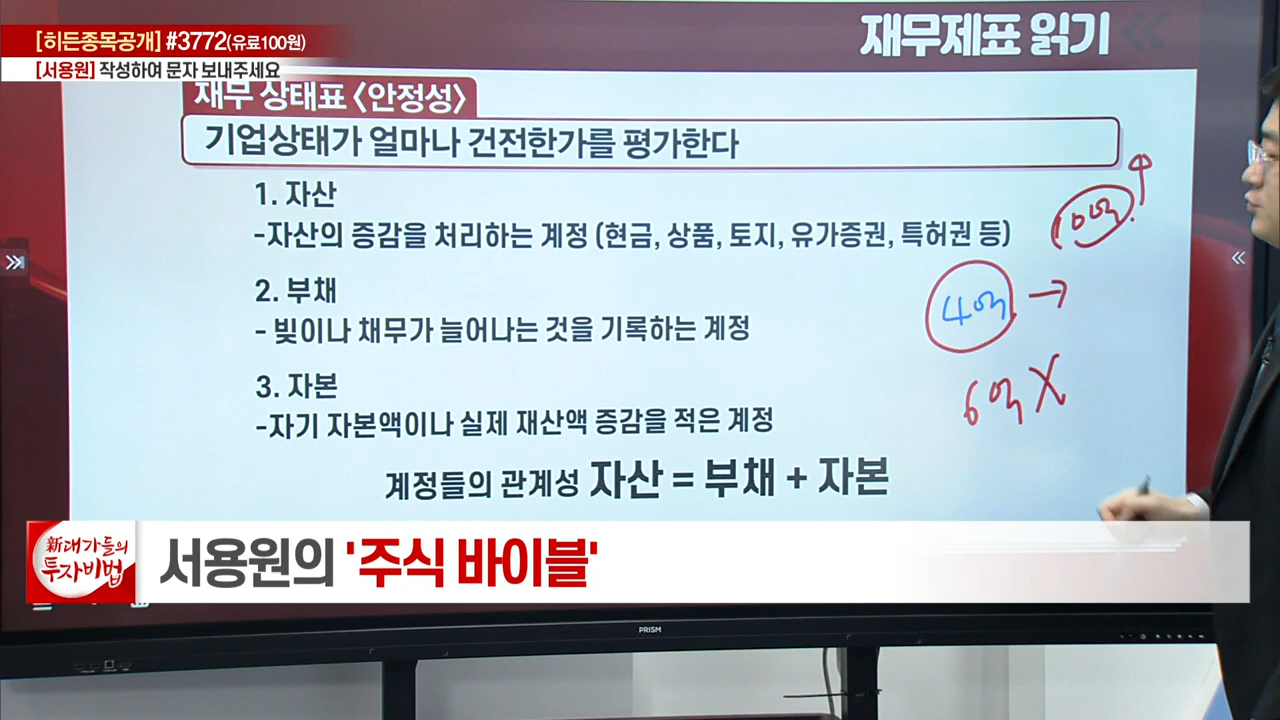 [히든종목공개] #3772(유료100원)
[서용원] 작성하여 문자 보내주세요
재무제표 읽기
재무 상태표 <안정성>
기업상태가 얼마나 건전한가를 평가한다
1. 자산
-자산의 증감을 처리하는 계정 (현금, 상품, 토지, 유가증권, 특허권 등)
10억
2. 부채
- 빚이나 채무가 늘어나는 것을 기록하는 계정
4억 →
3. 자본
-자기 자본액이나 실제 재산액 증감을 적은 계정
6억 X
계정들의 관계성 자산 = 부채 + 자본
新대가들의
투자비법
서용원의 '주식 바이블'
PRISM